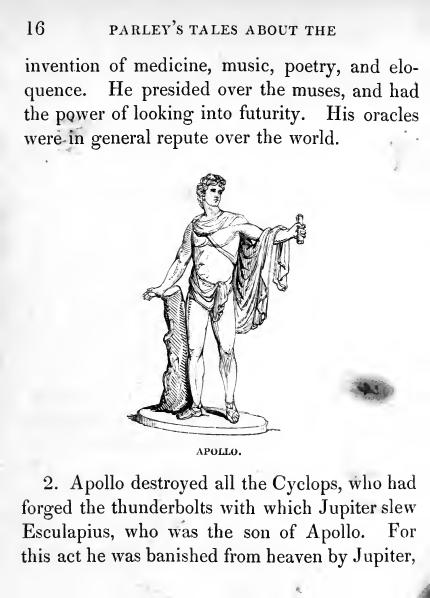 16 PARLEY'S TALES ABOUT THE
invention of medicine, music, poetry, and elo-
quence. He presided over the muses, and had
the power of looking into futurity. His oracles
were in general repute over the world.
APOLLO.
2. Apollo destroyed all the Cyclops, who had
forged the thunderbolts with which Jupiter slew
Esculapius, who was the son of Apollo. For
this act he was banished from heaven by Jupiter,